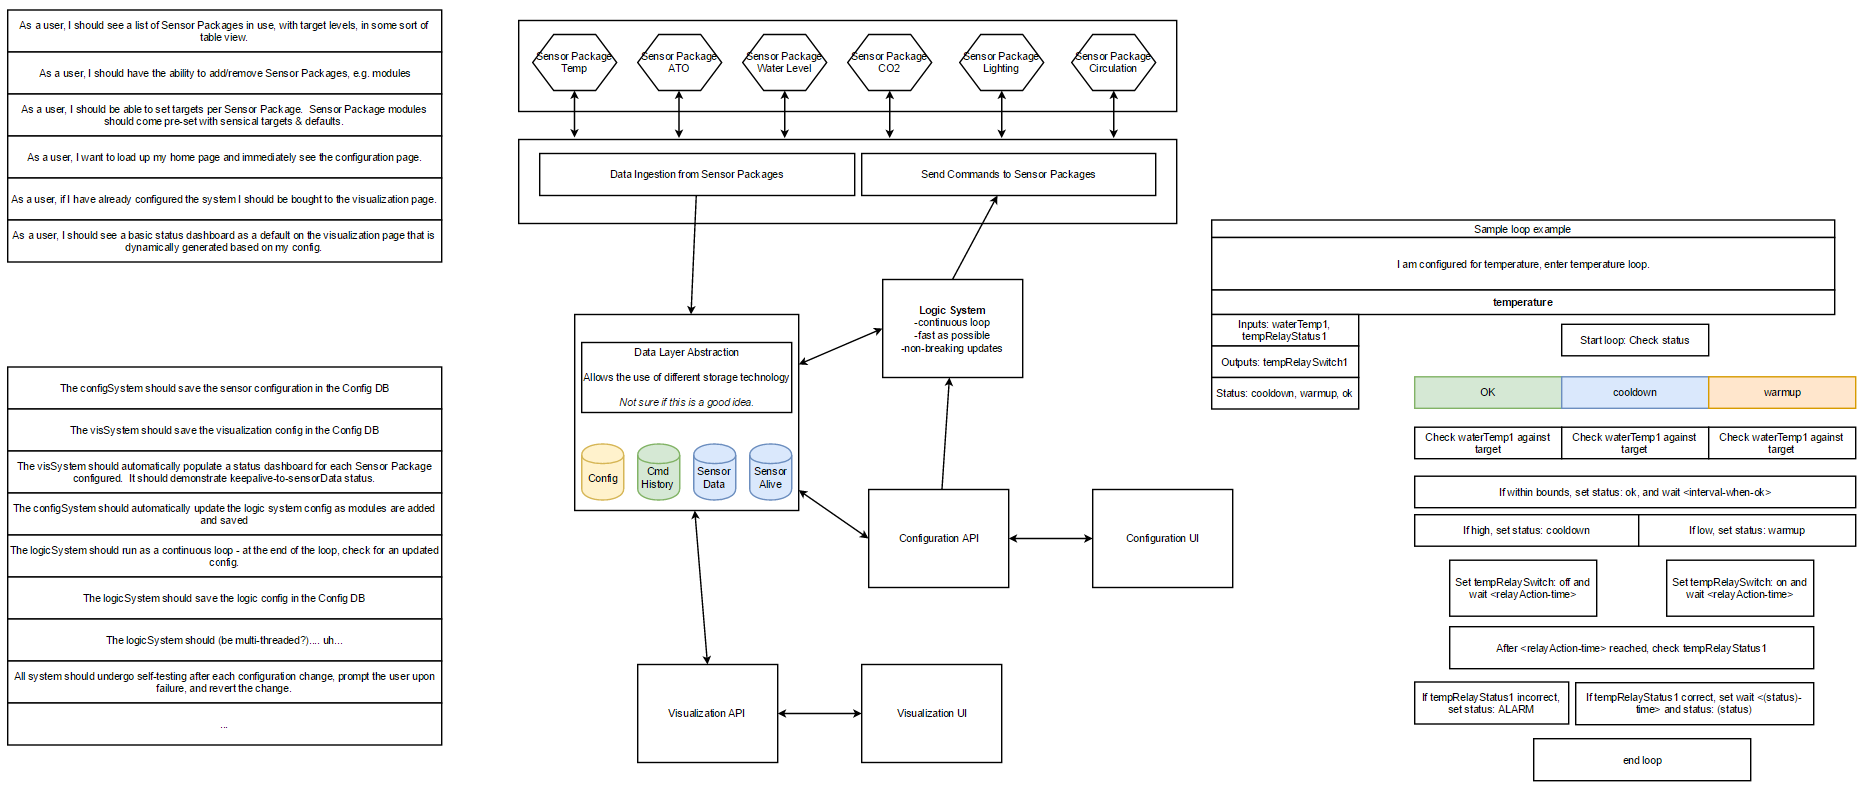 As a user, I should see a list of Sensor Packages in use, with target levels, in some sort of
table view.
As a user, I should have the ability to add/remove Sensor Packages, e.g. modules
As a user, I should be able to set targets per Sensor Package.  Sensor Package modules
should come pre-set with sensical targets & defaults.
As a user, I want to load up my home page and immediately see the configuration page.
As a user, if I have already configured the system I should be bought to the visualization page.
As a user, I should see a basic status dashboard as a default on the visualization page that is
dynamically generated based on my config.
The configSystem should save the sensor configuration in the Config DB
The visSystem should save the visualization config in the Config DB
The visSystem should automatically populate a status dashboard for each Sensor Package
configured.  It should demonstrate keepalive-to-sensorData status.
The configSystem should automatically update the logic system config as modules are added
and saved
The logicSystem should run as a continuous loop - at the end of the loop, check for an updated
config.
The logicSystem should save the logic config in the Config DB
The logicSystem should (be multi-threaded?).... uh...
All system should undergo self-testing after each configuration change, prompt the user upon
failure, and revert the change.
...
Sensor Package
Temp
Sensor Package
ATO
Sensor Package
Water Level
Sensor Package
CO2
Sensor Package
Lighting
Sensor Package
Circulation
Data Ingestion from Sensor Packages
Send Commands to Sensor Packages
Logic System
-continuous loop
-fast as possible
-non-breaking updates
Data Layer Abstraction
Allows the use of different storage technology
Not sure if this is a good idea.
Config
Cmd
History
Sensor
Data
Sensor
Alive
Configuration API
Configuration UI
Visualization API
Visualization UI
Sample loop example
I am configured for temperature, enter temperature loop.
temperature
Inputs: waterTemp1,
tempRelayStatus1
Outputs: tempRelaySwitch1
Status: cooldown, warmup, ok
Start loop: Check status
OK
cooldown
warmup
Check waterTemp1 against
target
Check waterTemp1 against
target
Check waterTemp1 against
target
If within bounds, set status: ok, and wait <interval-when-ok>
If high, set status: cooldown
If low, set status: warmup
Set tempRelaySwitch: off and
wait <relayAction-time>
Set tempRelaySwitch: on and
wait <relayAction-time>
After <relayAction-time> reached, check tempRelayStatus1
If tempRelayStatus1 incorrect,
set status: ALARM
If tempRelayStatus1 correct, set wait <(status)-
time> and status: (status)
end loop